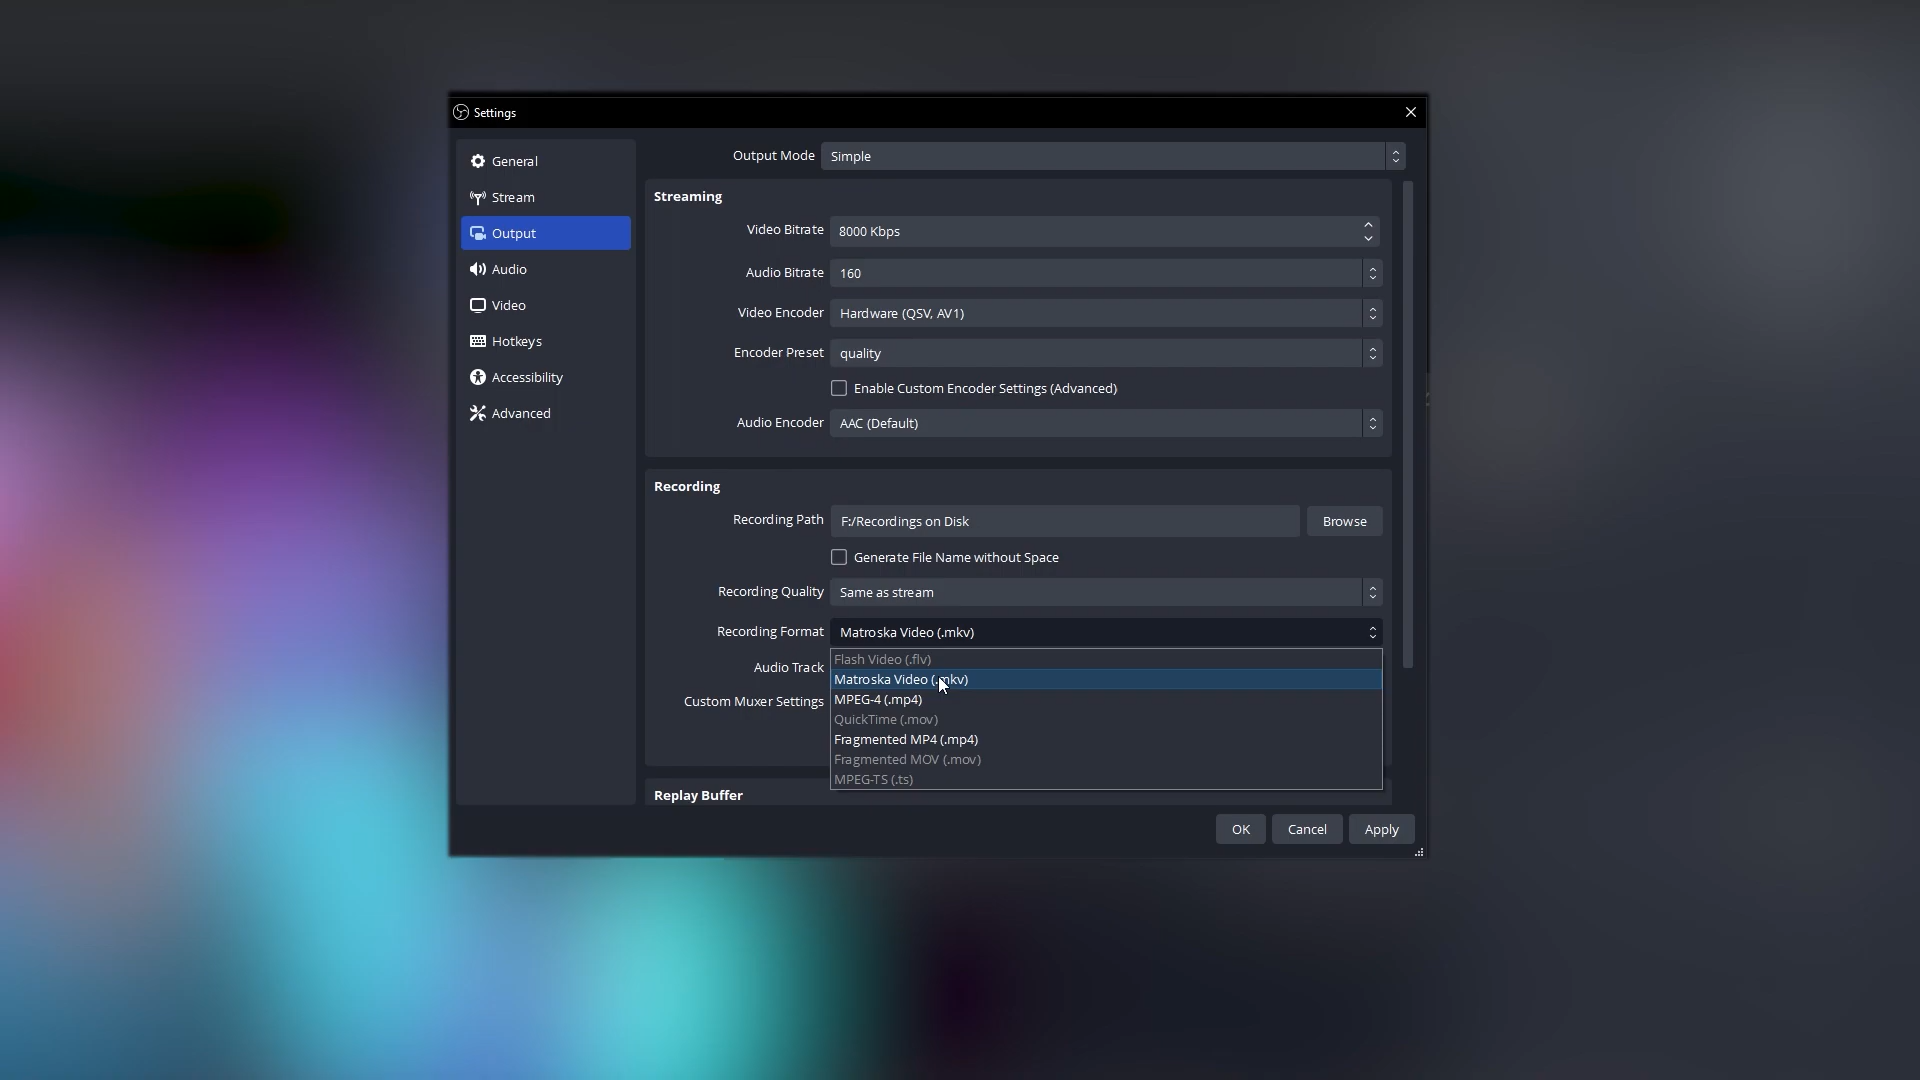 Settings
General
Stream
Output
Audio
Video
Hotkeys
Accessibility
Advanced
Output Mode Simple
Streaming
Video Bitrate 8000 Kbps
Audio Bitrate 160
Video Encoder Hardware (QSV, AV1)
Encoder Preset quality
Enable Custom Encoder Settings (Advanced)
Audio Encoder AAC (Default)
Recording
Recording Path F:/Recordings on Disk Browse
Generate File Name without Space
Recording Quality Same as stream
Recording Format Matroska Video (.mkv)
Flash Video (.flv)
Audio Track
Matroska Video (.mkv)
Custom Muxer Settings MPEG-4 (.mp4)
QuickTime (.mov)
Fragmented MP4 (.mp4)
Fragmented MOV (.mov)
MPEG-TS (.ts)
Replay Buffer
OK Cancel Apply